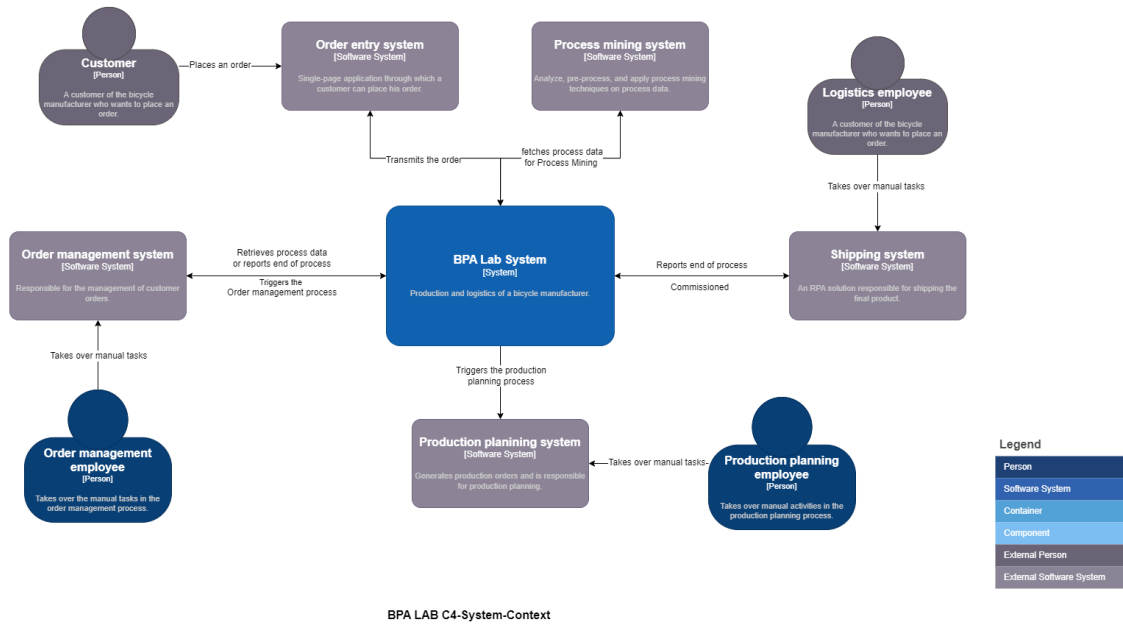 Customer
[Person]
A customer of the bicycle
manufacturer who wants to place an
order.
Places an order
Order entry system
[Software System]
Single-page application through which a
customer can place his order.
Process mining system
[Software System]
Analyze, pre-process, and apply process mining
techniques on process data.
Logistics employee
[Person]
A customer of the bicycle
manufacturer who wants to place an
order.
Transmits the order
fetches process data
for Process Mining
Takes over manual tasks
Order management system
[Software System]
Responsible for the management of customer
orders.
Retrieves process data
or reports end of process
Triggers the
Order management process
BPA Lab System
[System]
Production and logistics of a bicycle manufacturer.
Reports end of process
Commissioned
Shipping system
[Software System]
An RPA solution responsible for shipping the
final product.
Takes over manual tasks
Triggers the production
planning process
Order management
employee
[Person]
Takes over the manual tasks in the
order management process.
Production planining system
[Software System]
Generates production orders and is responsible
for production planning.
Takes over manual tasks
Production planning
employee
[Person]
Takes over manual activities in the
production planning process.
Legend
Person
Software System
Container
Component
External Person
External Software System
BPA LAB C4-System-Context